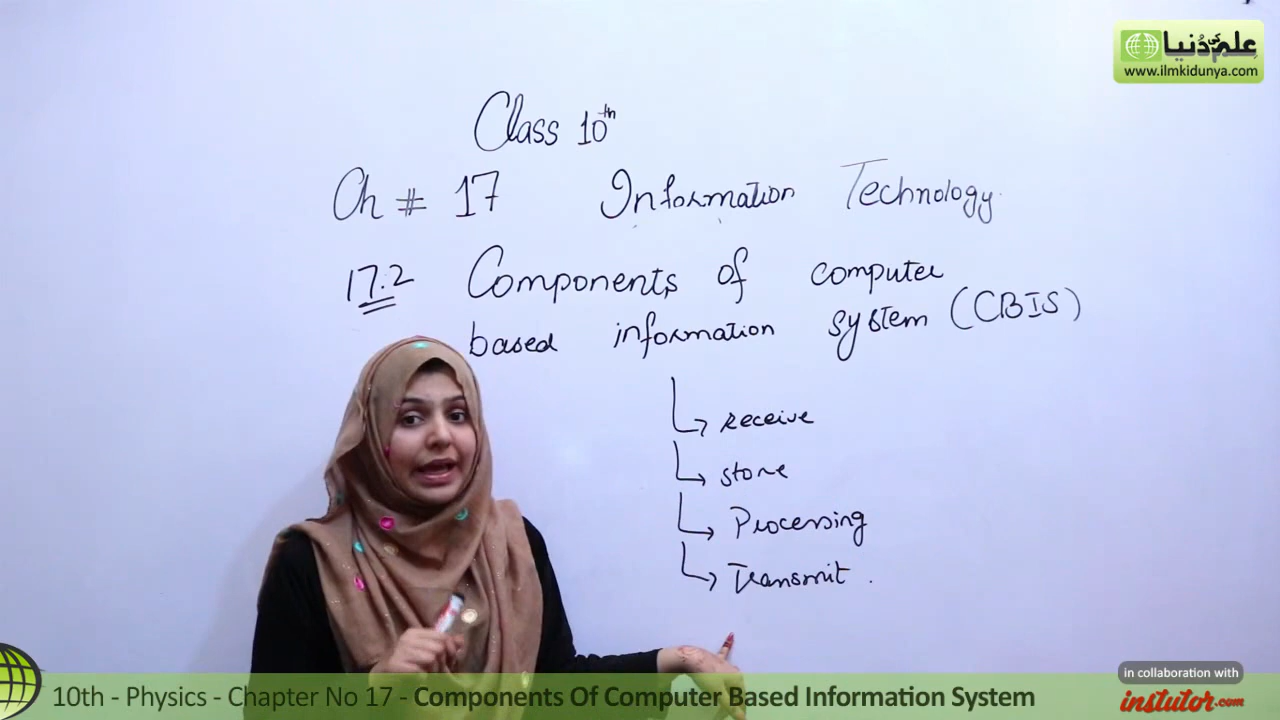 علم کی دنیا
www.ilmkidunya.com
Class 10th
Ch # 17 Information Technology
17.2 Components of computer
based information system (CBIS)
receive
store
Processing
Transmit.
in collaboration with
instutor.com
10th - Physics - Chapter No 17 - Components Of Computer Based Information System